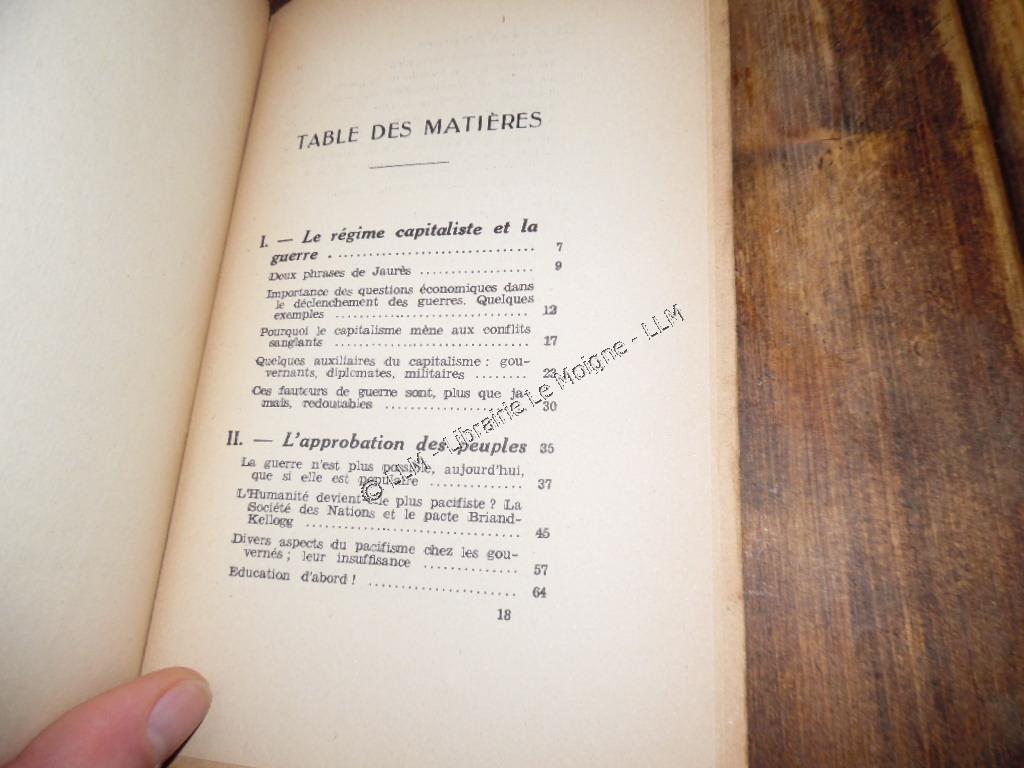 TABLE DES MATIÈRES
I. — Le régime capitaliste et la
guerre . .............................. 7
Deux phrases de Jaurès .................. 9
Importance des questions économiques dans
le déclenchement des guerres. Quelques
exemples .............................. 12
Pourquoi le capitalisme mène aux conflits
sanglants .............................. 17
Quelques auxiliaires du capitalisme : gou-
vernants, diplomates, militaires ........ 23
Ces fauteurs de guerre sont, plus que ja-
mais, redoutables ..................... 30
II. — L'approbation des peuples 35
La guerre n'est plus possible, aujourd'hui,
que si elle est populaire .............. 37
L'Humanité devient-elle plus pacifiste ? La
Société des Nations et le pacte Briand-
Kellogg .............................. 45
Divers aspects du pacifisme chez les gou-
vernés ; leur insuffisance .............. 57
Education d'abord ! ...................... 64
18
© LLM - Librairie Le Moigne - LLM